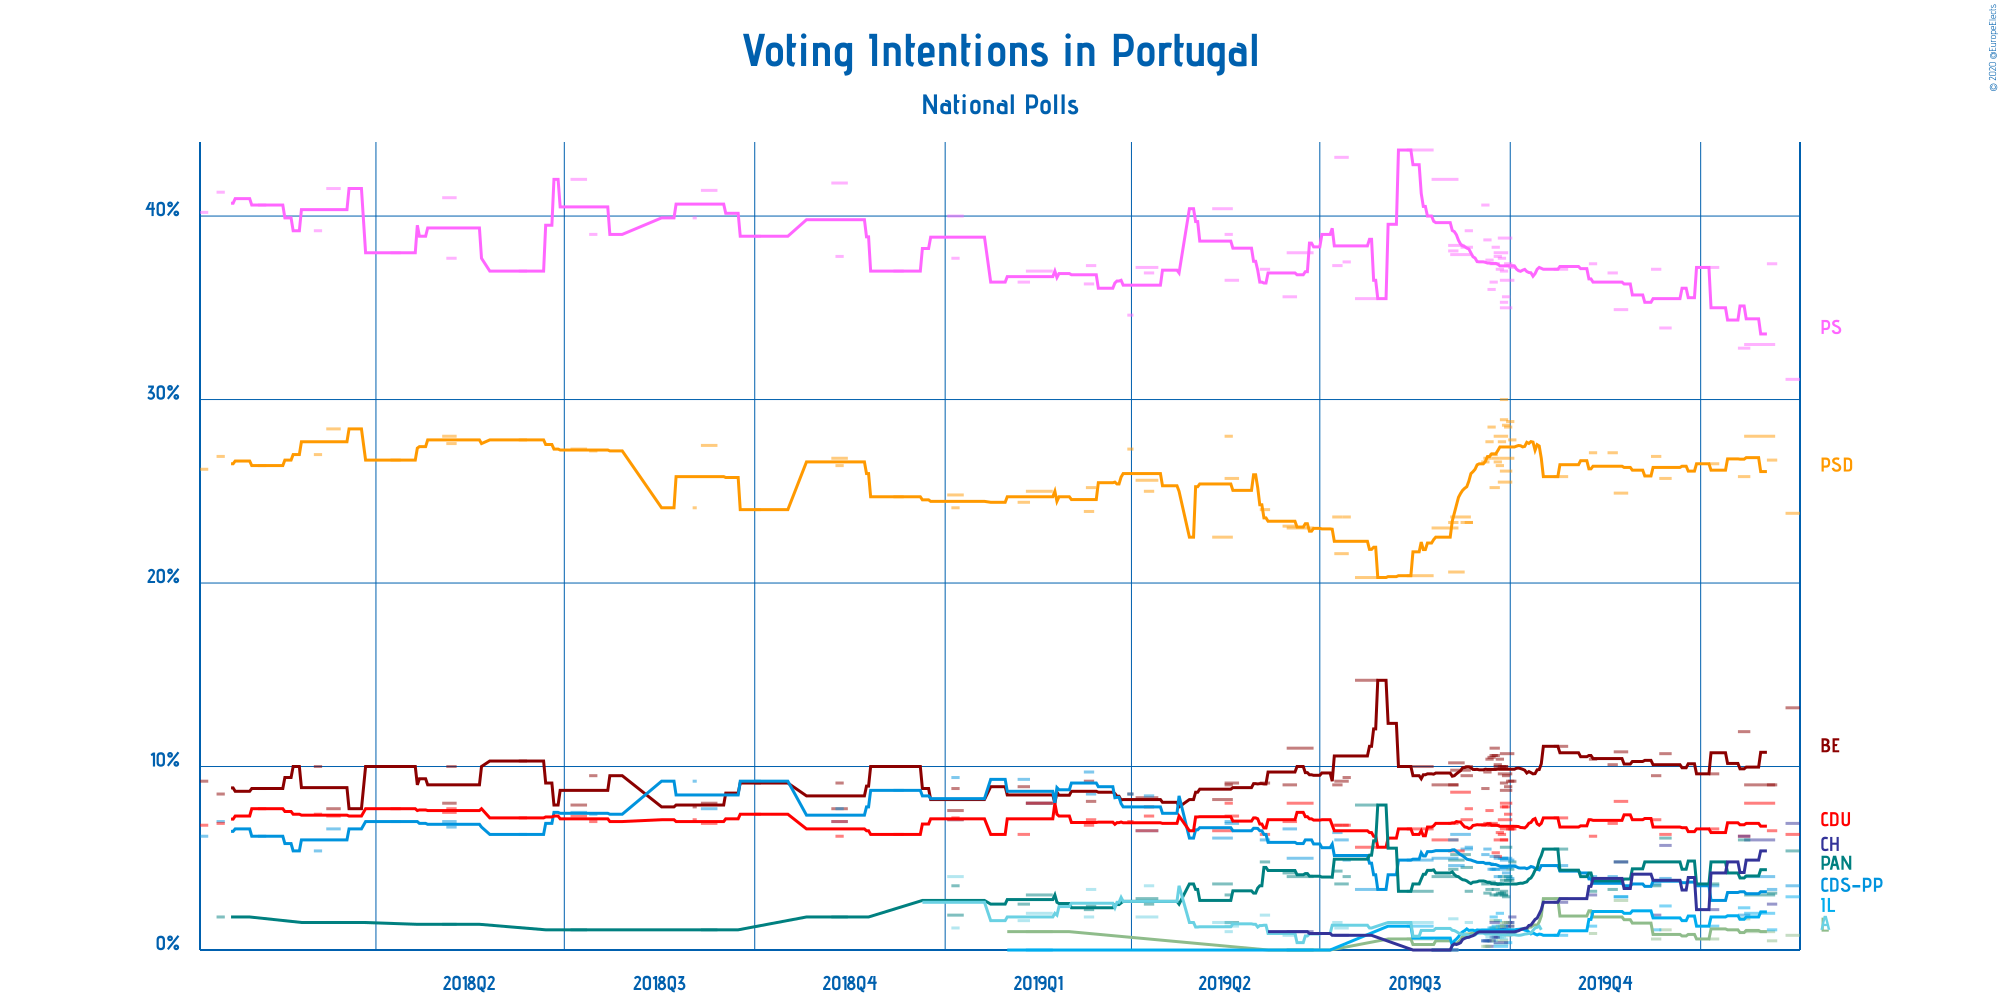 © 2020 @EuropeElects
Voting Intentions in Portugal
National Polls
40%
30%
20%
10%
0%
PS
PSD
BE
CDU
CH
PAN
CDS-PP
IL
2018Q2
2018Q3
2018Q4
2019Q1
2019Q2
2019Q3
2019Q4